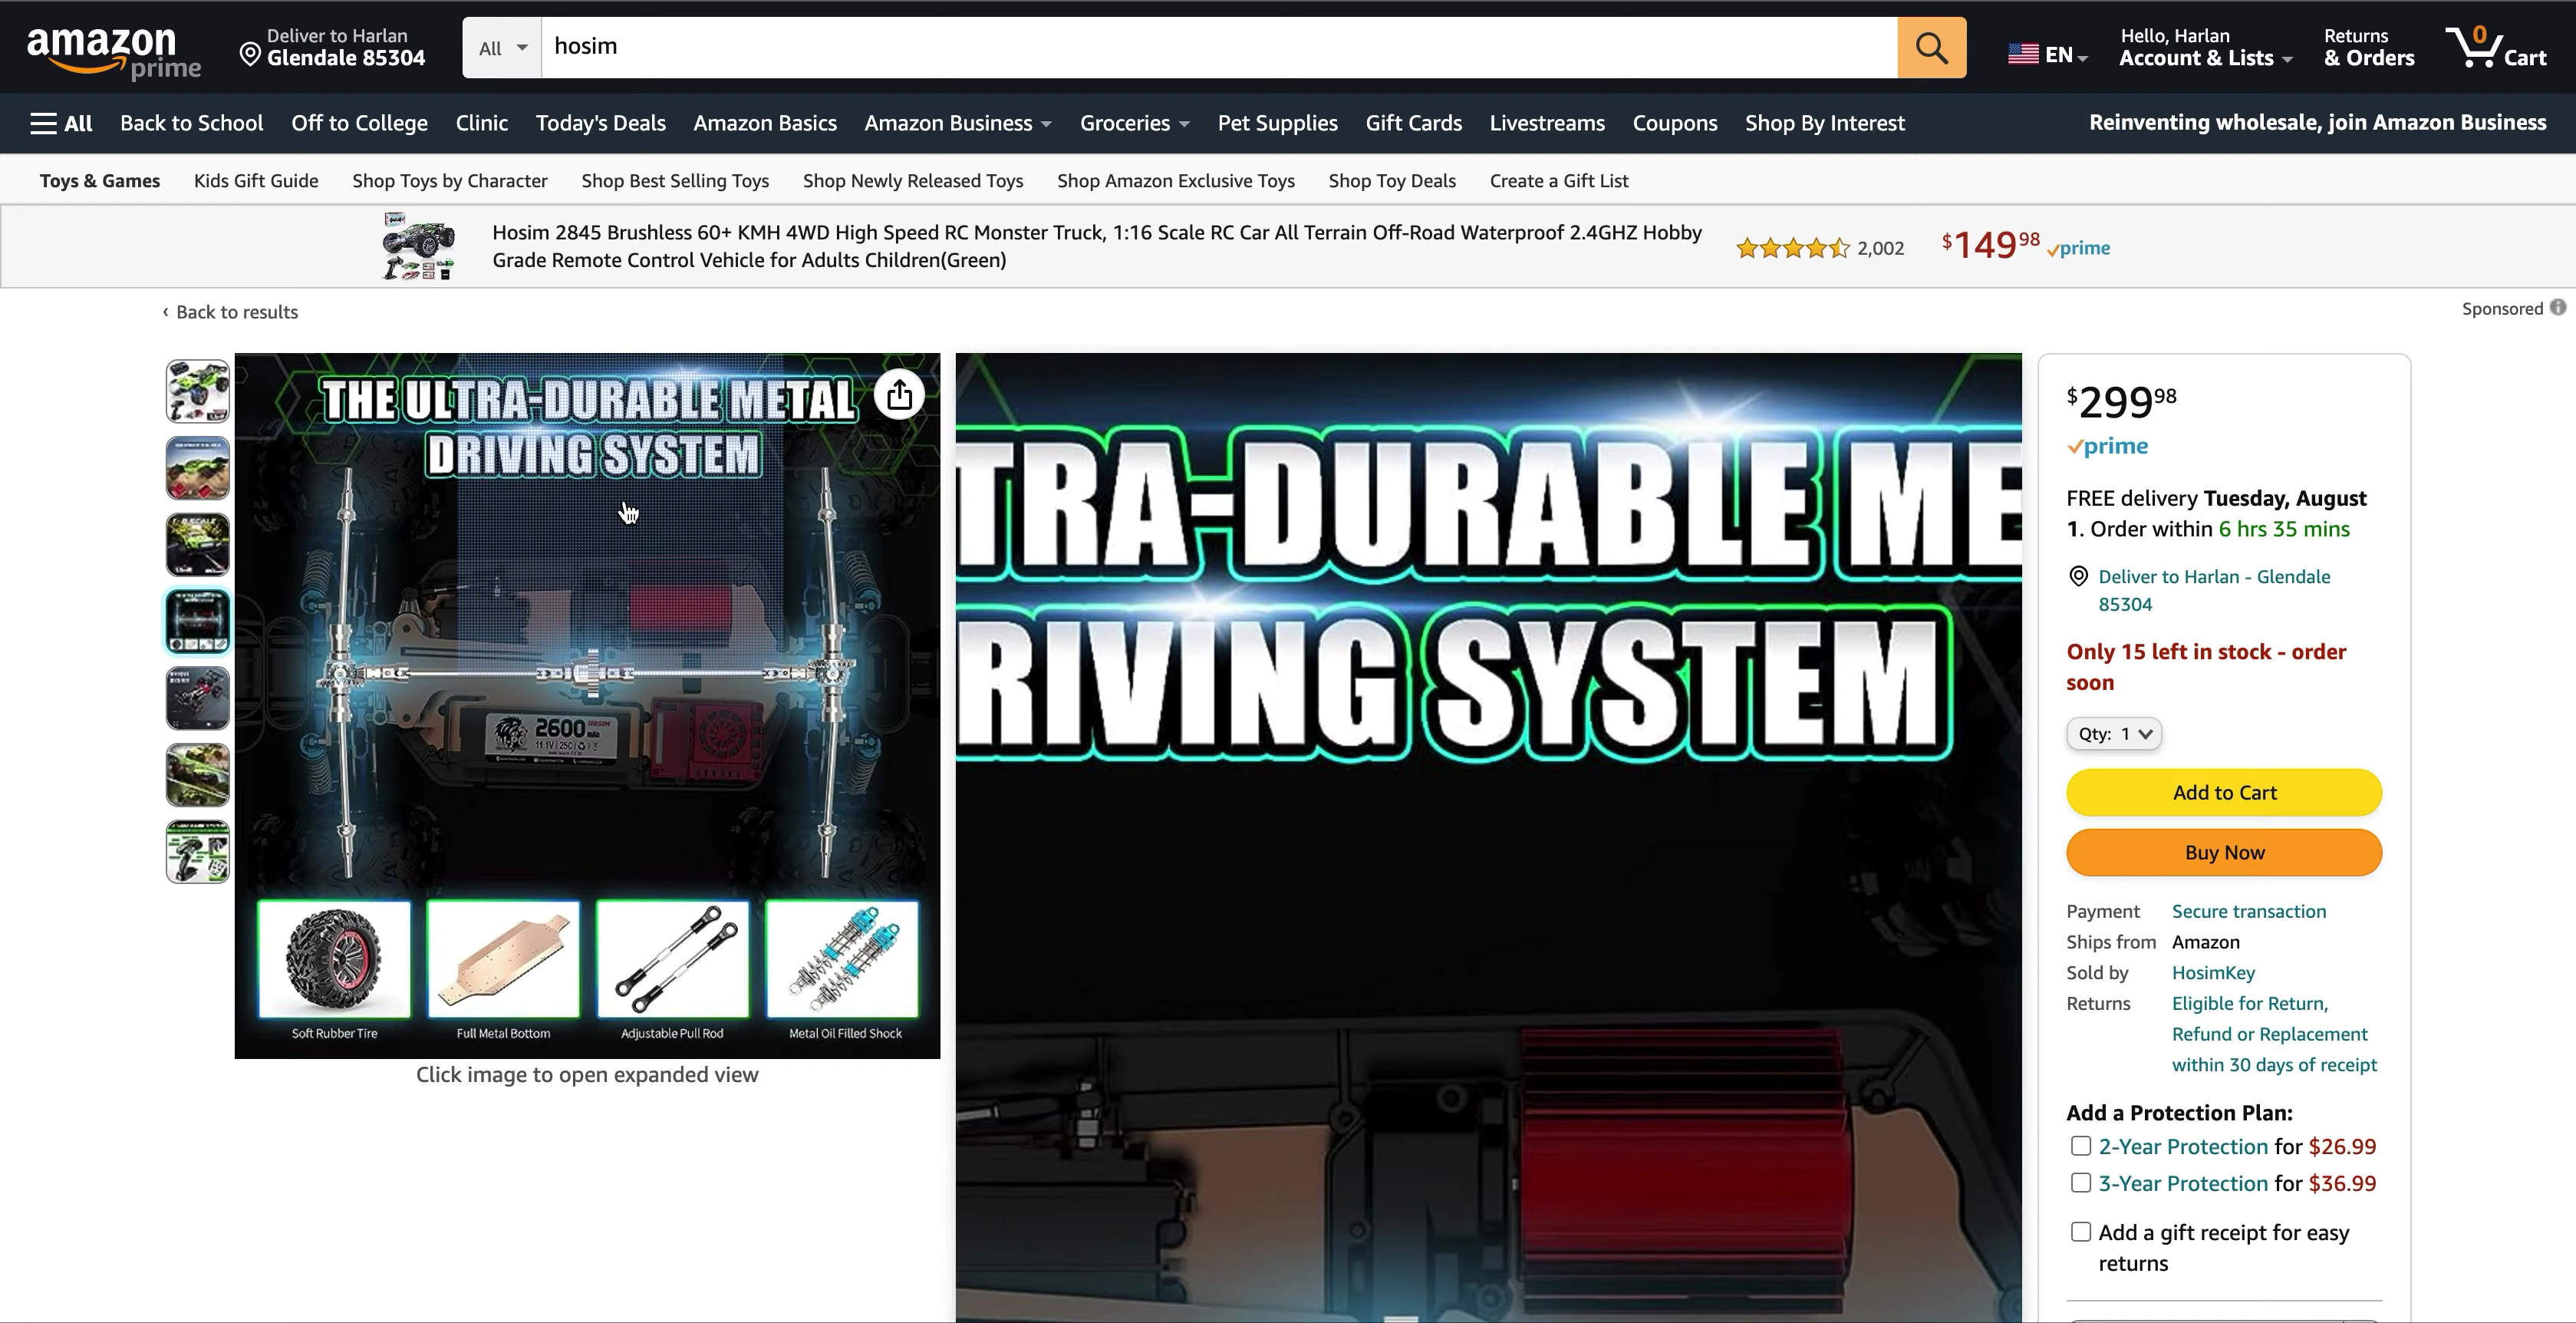 amazon
prime
Deliver to Harlan
Glendale 85304
All
hosim
EN
Hello, Harlan
Account & Lists
Returns
& Orders
0
Cart
All
Back to School
Off to College
Clinic
Today's Deals
Amazon Basics
Amazon Business
Groceries
Pet Supplies
Gift Cards
Livestreams
Coupons
Shop By Interest
Reinventing wholesale, join Amazon Business
Toys & Games
Kids Gift Guide
Shop Toys by Character
Shop Best Selling Toys
Shop Newly Released Toys
Shop Amazon Exclusive Toys
Shop Toy Deals
Create a Gift List
Hosim 2845 Brushless 60+ KMH 4WD High Speed RC Monster Truck, 1:16 Scale RC Car All Terrain Off-Road Waterproof 2.4GHZ Hobby
Grade Remote Control Vehicle for Adults Children(Green)
2,002
$149 98
prime
Sponsored
‹ Back to results
THE ULTRA-DURABLE METAL
DRIVING SYSTEM
2600 mAh
HOSIM
11.1V 25C
Soft Rubber Tire
Full Metal Bottom
Adjustable Pull Rod
Metal Oil Filled Shock
Click image to open expanded view
TRA-DURABLE ME
RIVING SYSTEM
$299 98
prime
FREE delivery Tuesday, August
1. Order within 6 hrs 35 mins
Deliver to Harlan - Glendale
85304
Only 15 left in stock - order
soon
Qty: 1
Add to Cart
Buy Now
Payment Secure transaction
Ships from Amazon
Sold by HosimKey
Returns Eligible for Return,
Refund or Replacement
within 30 days of receipt
Add a Protection Plan:
2-Year Protection for $26.99
3-Year Protection for $36.99
Add a gift receipt for easy
returns